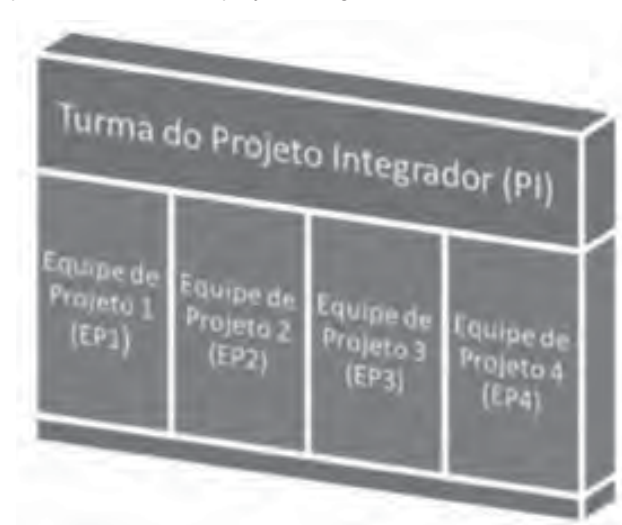 Turma do Projeto Integrador (PI)
Equipe de
Projeto 1
(EP1)
Equipe de
Projeto 2
(EP2)
Equipe de
Projeto 3
(EP3)
Equipe de
Projeto 4
(EP4)